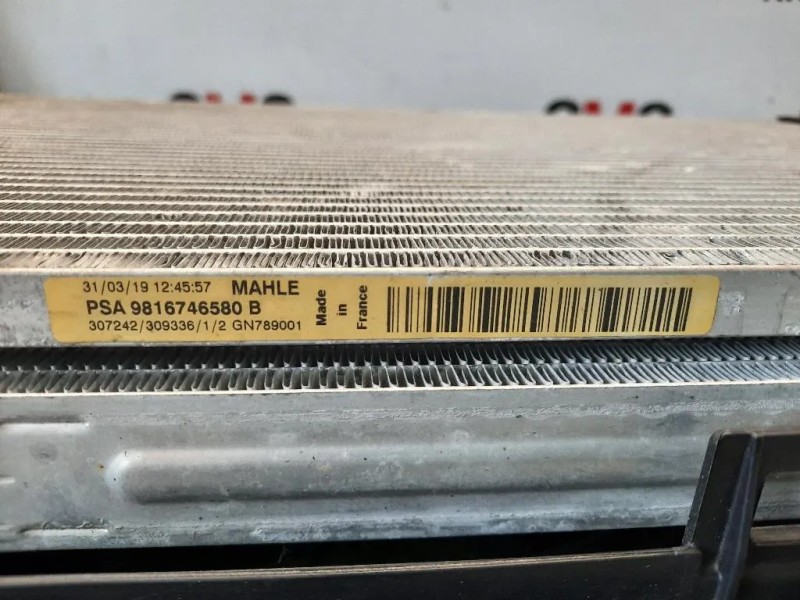 31/03/19 12:45:57 MAHLE
PSA 9816746580 B
307242/309336/1/2 GN789001
Made
in
France